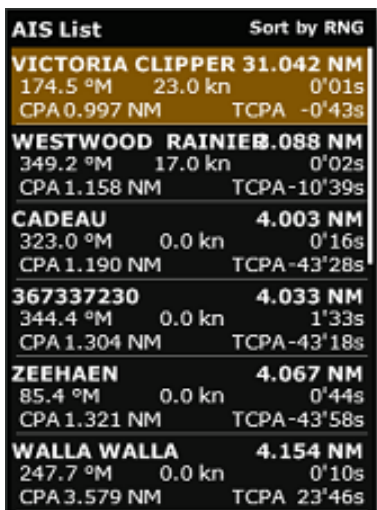 AIS List Sort by RNG
VICTORIA CLIPPER 31.042 NM
174.5 °M 23.0 kn 0'01s
CPA 0.997 NM TCPA -0'43s
WESTWOOD RAINIER3.088 NM
349.2 °M 17.0 kn 0'02s
CPA 1.158 NM TCPA-10'39s
CADEAU 4.003 NM
323.0 °M 0.0 kn 0'16s
CPA 1.190 NM TCPA-43'28s
367337230 4.033 NM
344.4 °M 0.0 kn 1'33s
CPA 1.304 NM TCPA-43'18s
ZEEHAEN 4.067 NM
85.4 °M 0.0 kn 0'44s
CPA 1.321 NM TCPA-43'58s
WALLA WALLA 4.154 NM
247.7 °M 0.0 kn 0'10s
CPA 3.579 NM TCPA 23'46s